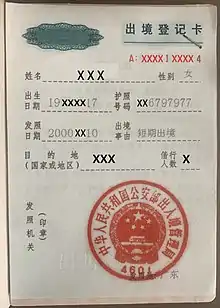 出境登记卡
A: XXXX1XXXX4
姓名 XXX 性别 女
出生日期 19XXXX17 护照号码 XX6797977
发照日期 2000XX10 出境事由 短期出境
目的地(国家或地区) XXX 偕行人数 X
发照机关(印章)
中华人民共和国公安部出入境管理局
4601
东